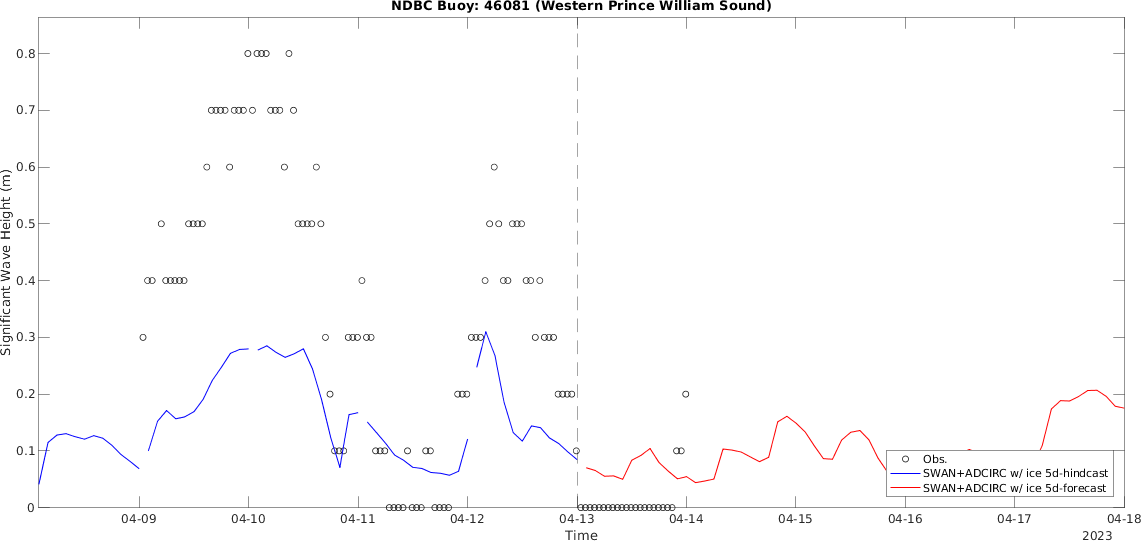 NDBC Buoy: 46081 (Western Prince William Sound)
Significant Wave Height (m)
0.8
0.7
0.6
0.5
0.4
0.3
0.2
0.1
0
Obs.
SWAN+ADCIRC w/ ice 5d-hindcast
SWAN+ADCIRC w/ ice 5d-forecast
04-09 04-10 04-11 04-12 04-13 04-14 04-15 04-16 04-17 04-18
Time
2023